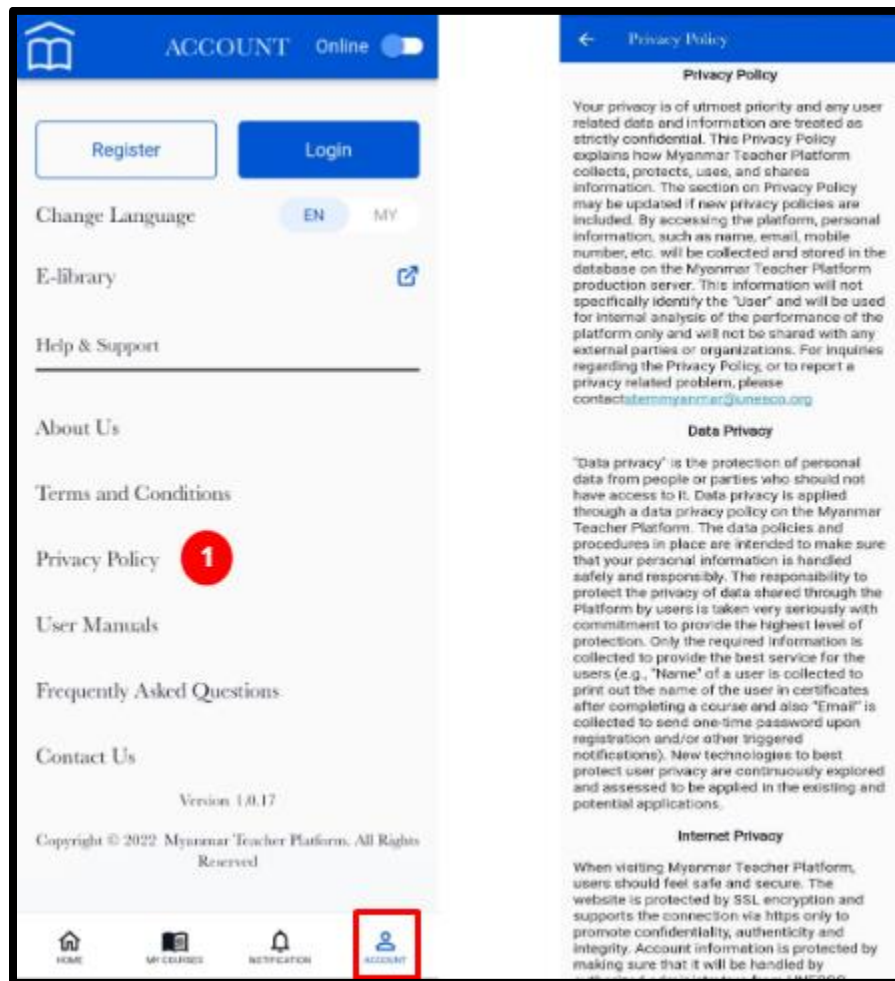 ACCOUNT
Online
Register
Login
Change Language
EN
MY
E-library
Help & Support
About Us
Terms and Conditions
Privacy Policy
1
User Manuals
Frequently Asked Questions
Contact Us
Version 1.0.17
Copyright © 2022 Myanmar Teacher Platform. All Rights
Reserved
HOME
MY COURSES
NOTIFICATION
ACCOUNT
Privacy Policy
Privacy Policy
Your privacy is of utmost priority and any user
related data and information are treated as
strictly confidential. This Privacy Policy
explains how Myanmar Teacher Platform
collects, protects, uses, and shares
information. The section on Privacy Policy
may be updated if new privacy policies are
included. By accessing the platform, personal
information, such as name, email, mobile
number, etc. will be collected and stored in the
database on the Myanmar Teacher Platform
production server. This information will not
specifically identify the "User" and will be used
for internal analysis of the performance of the
platform only and will not be shared with any
external parties or organizations. For inquiries
regarding the Privacy Policy, or to report a
privacy related problem, please
contactstemmyanmar@unesco.org
Data Privacy
"Data privacy" is the protection of personal
data from people or parties who should not
have access to it. Data privacy is applied
through a data privacy policy on the Myanmar
Teacher Platform. The data policies and
procedures in place are intended to make sure
that your personal information is handled
safely and responsibly. The responsibility to
protect the privacy of data shared through the
Platform by users is taken very seriously with
commitment to provide the highest level of
protection. Only the required information is
collected to provide the best service for the
users (e.g., "Name" of a user is collected to
print out the name of the user in certificates
after completing a course and also "Email" is
collected to send one-time password upon
registration and/or other triggered
notifications). New technologies to best
protect user privacy are continuously explored
and assessed to be applied in the existing and
potential applications.
Internet Privacy
When visiting Myanmar Teacher Platform,
users should feel safe and secure. The
website is protected by SSL encryption and
supports the connection via https only to
promote confidentiality, authenticity and
integrity. Account information is protected by
making sure that it will be handled by